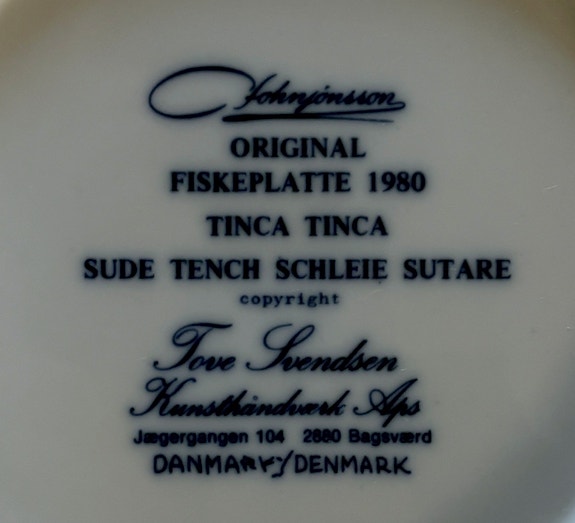 Johnjönsson
ORIGINAL
FISKEPLATTE 1980
TINCA TINCA
SUDE TENCH SCHLEIE SUTARE
copyright
Tove Svendsen
Kunsthåndværk Aps
Jægergangen 104 2880 Bagsværd
DANMARK/DENMARK